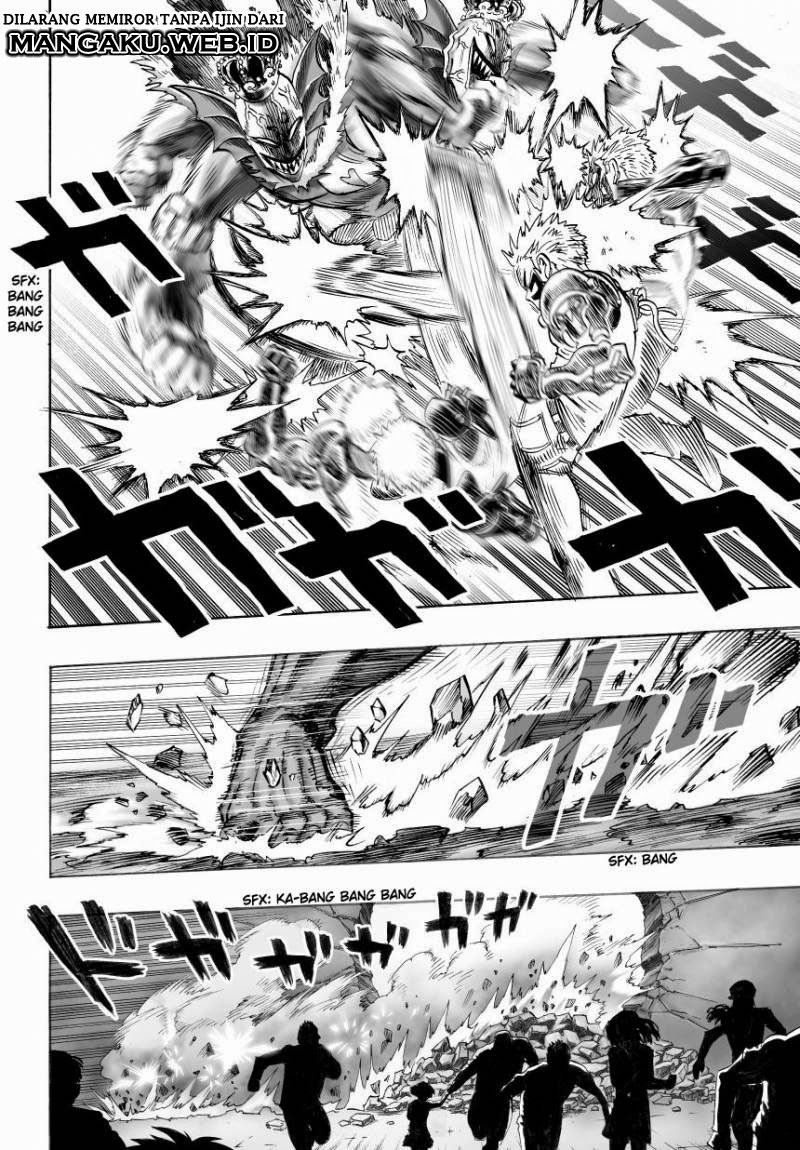 DILARANG MEMIROR TANPA IJIN DARI
MANGAKU.WEB.ID
ガガ
ガ
ガ
SFX:
BANG
BANG
BANG
ガガ
ガ
ガ
SFX: BANG
SFX: KA-BANG BANG BANG
ドガガガガ